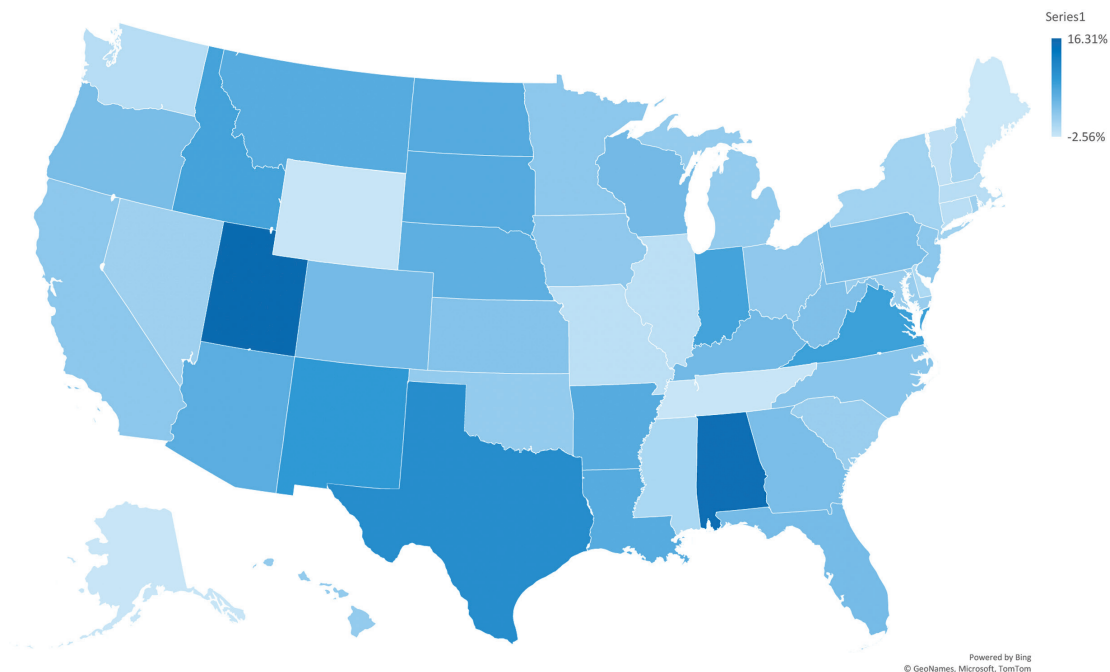 Series1
16.31%
-2.56%
Powered by Bing
© GeoNames, Microsoft, TomTom